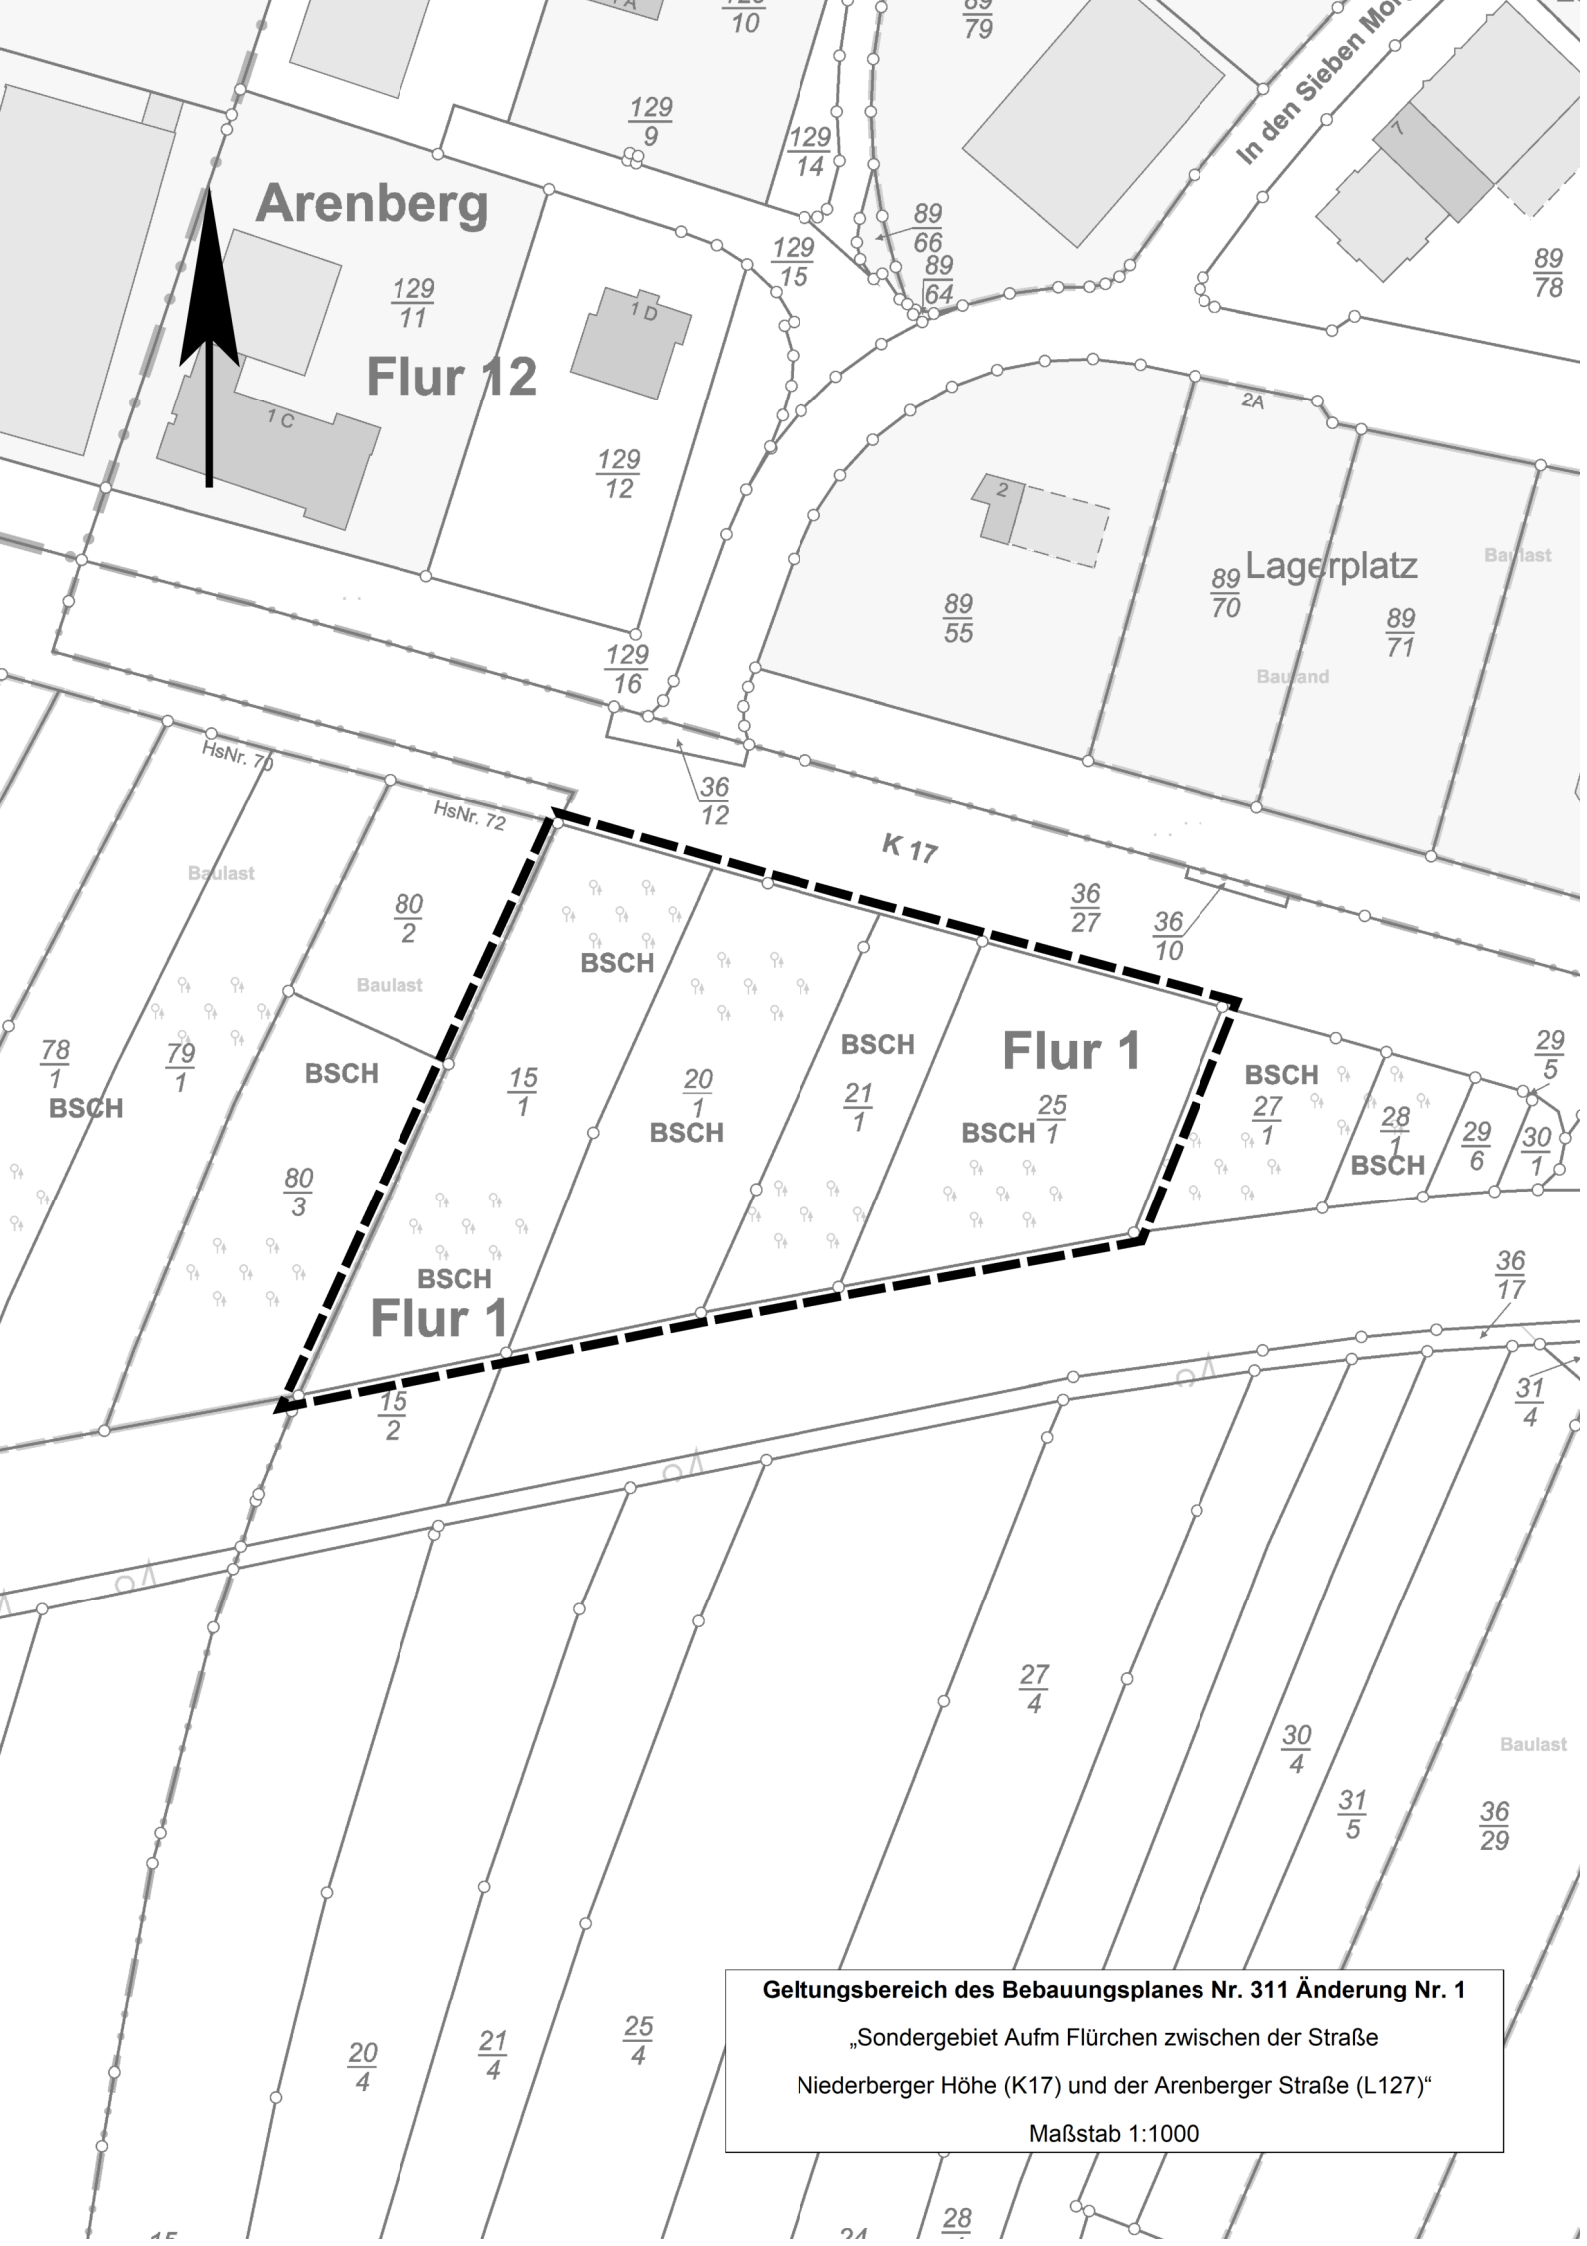 10
89
79
In den Sieben
129
9
129
14
7
Arenberg
89
66
129
15
89
64
89
78
129
11
1 D
Flur 12
2A
1 C
129
12
2
Baulast
Lagerplatz
89
70
89
55
89
71
129
16
Bauland
HsNr. 70
36
12
HsNr. 72
K 17
Baulast
80
2
36
27
36
10
BSCH
Baulast
BSCH
Flur 1
29
5
78
1
79
1
BSCH
BSCH
15
1
20
1
21
1
BSCH
27
1
BSCH
BSCH
BSCH
25
1
28
1
29
6
30
1
BSCH
80
3
BSCH
Flur 1
36
17
15
2
31
4
27
4
30
4
Baulast
31
5
36
29
Geltungsbereich des Bebauungsplanes Nr. 311 Änderung Nr. 1
„Sondergebiet Aufm Flürchen zwischen der Straße
Niederberger Höhe (K17) und der Arenberger Straße (L127)“
Maßstab 1:1000
20
4
21
4
25
4
28